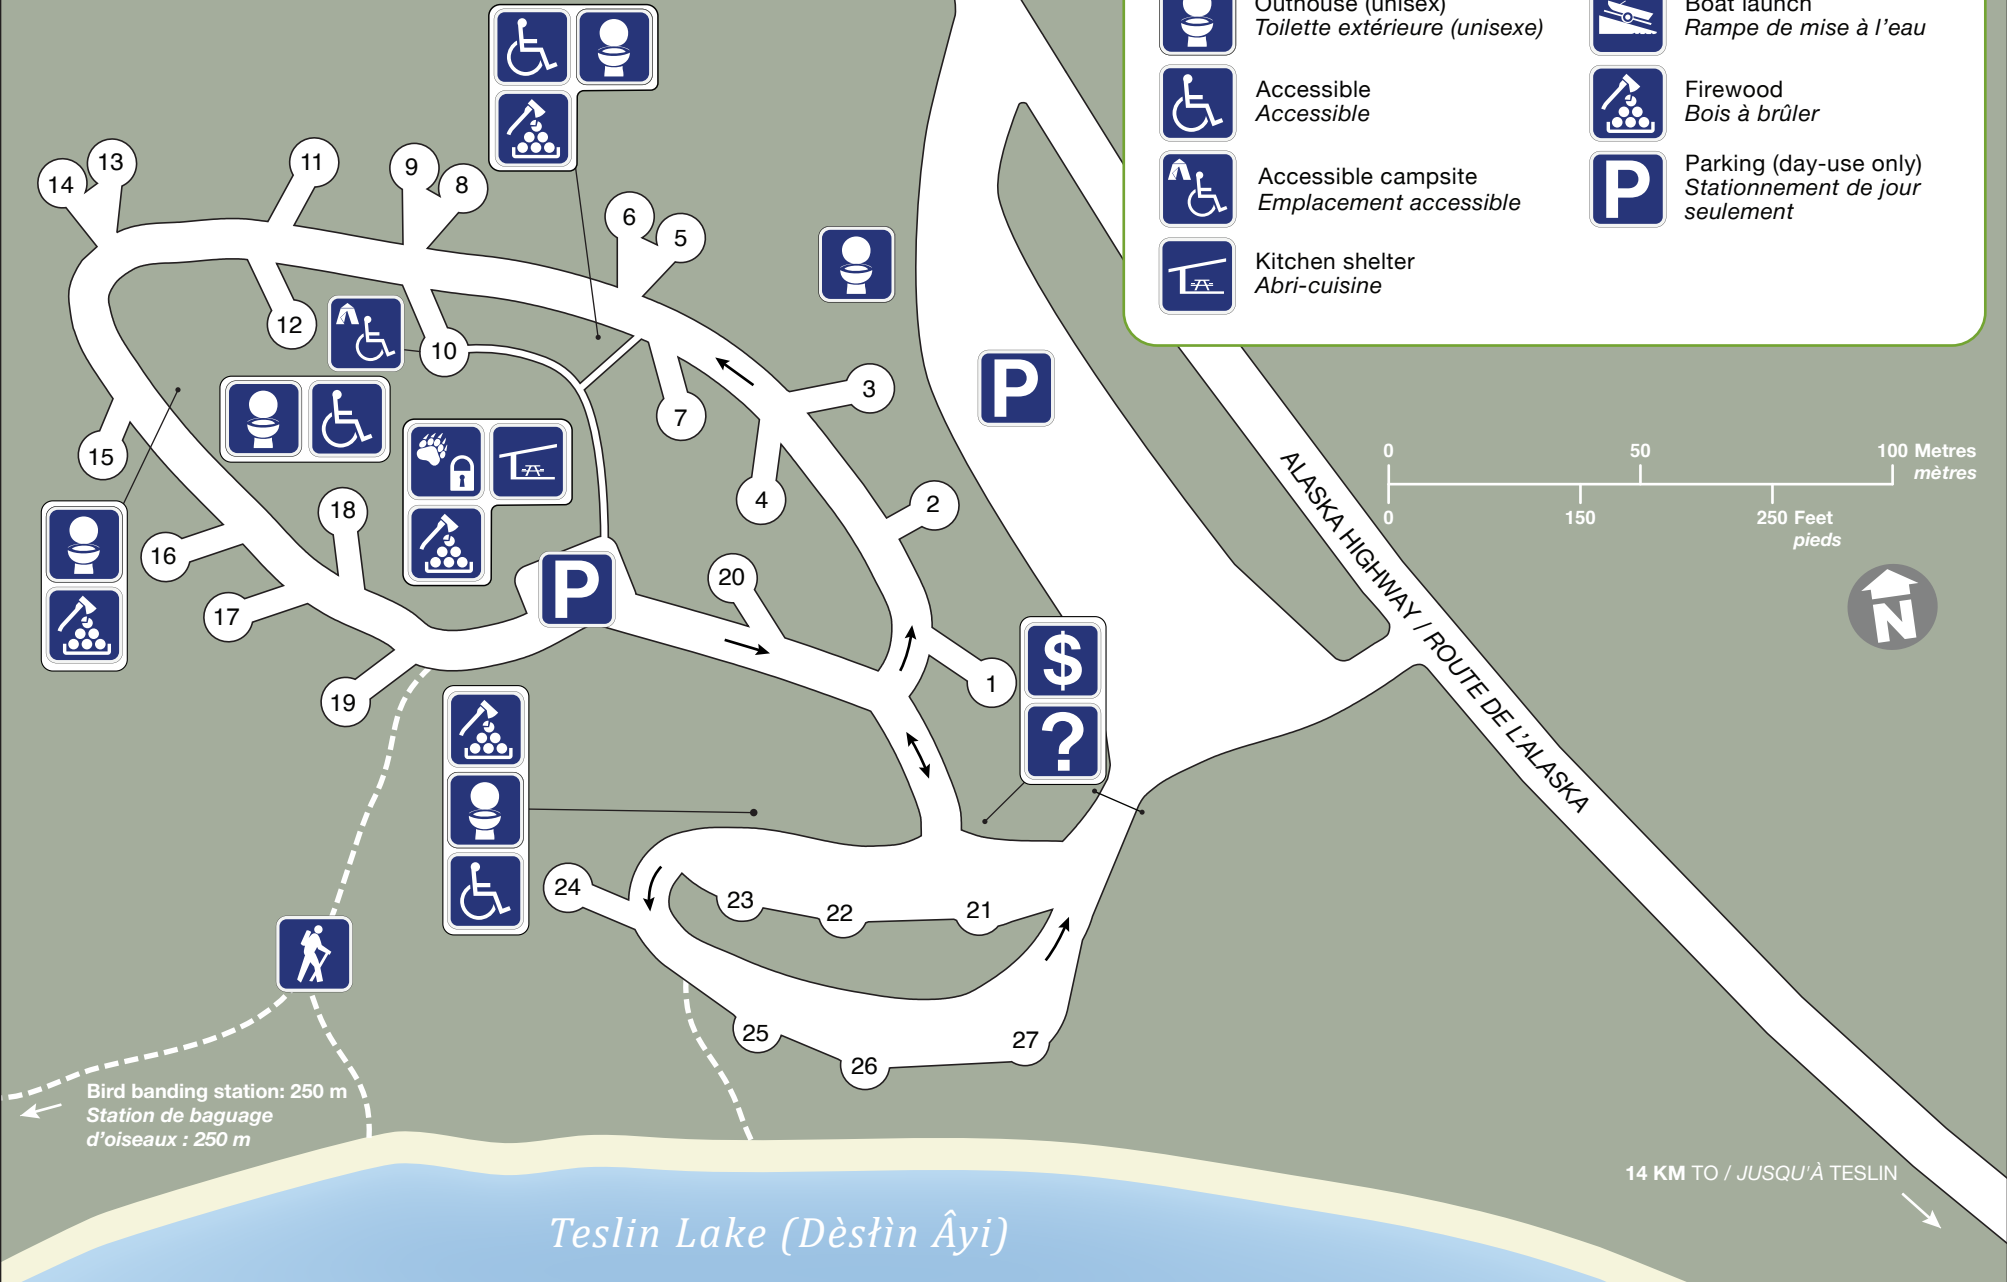 Outhouse (unisex)
Toilette extérieure (unisexe)
Boat launch
Rampe de mise à l'eau
Accessible
Accessible
Firewood
Bois à brûler
Accessible campsite
Emplacement accessible
P
Parking (day-use only)
Stationnement de jour
seulement
Kitchen shelter
Abri-cuisine
14
13
11
9
8
6
5
12
10
3
7
P
15
4
2
18
16
17
P
20
19
1
$
?
ALASKA HIGHWAY / ROUTE DE L'ALASKA
0 50 100 Metres
mètres
0 150 250 Feet
pieds
N
24
23
22
21
25
26
27
Bird banding station: 250 m
Station de baguage
d'oiseaux : 250 m
14 KM TO / JUSQU'À TESLIN
Teslin Lake (Dèslìn Âyi)